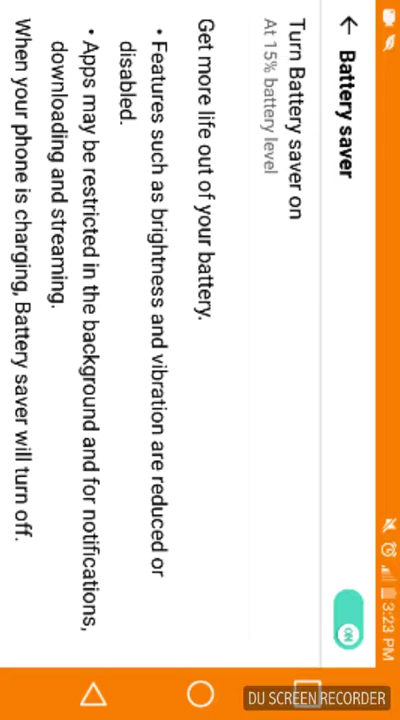 3:23 PM
Battery saver
ON
Turn Battery saver on
At 15% battery level
Get more life out of your battery.
• Features such as brightness and vibration are reduced or
disabled.
• Apps may be restricted in the background and for notifications,
downloading and streaming.
When your phone is charging, Battery saver will turn off.
DU SCREEN RECORDER